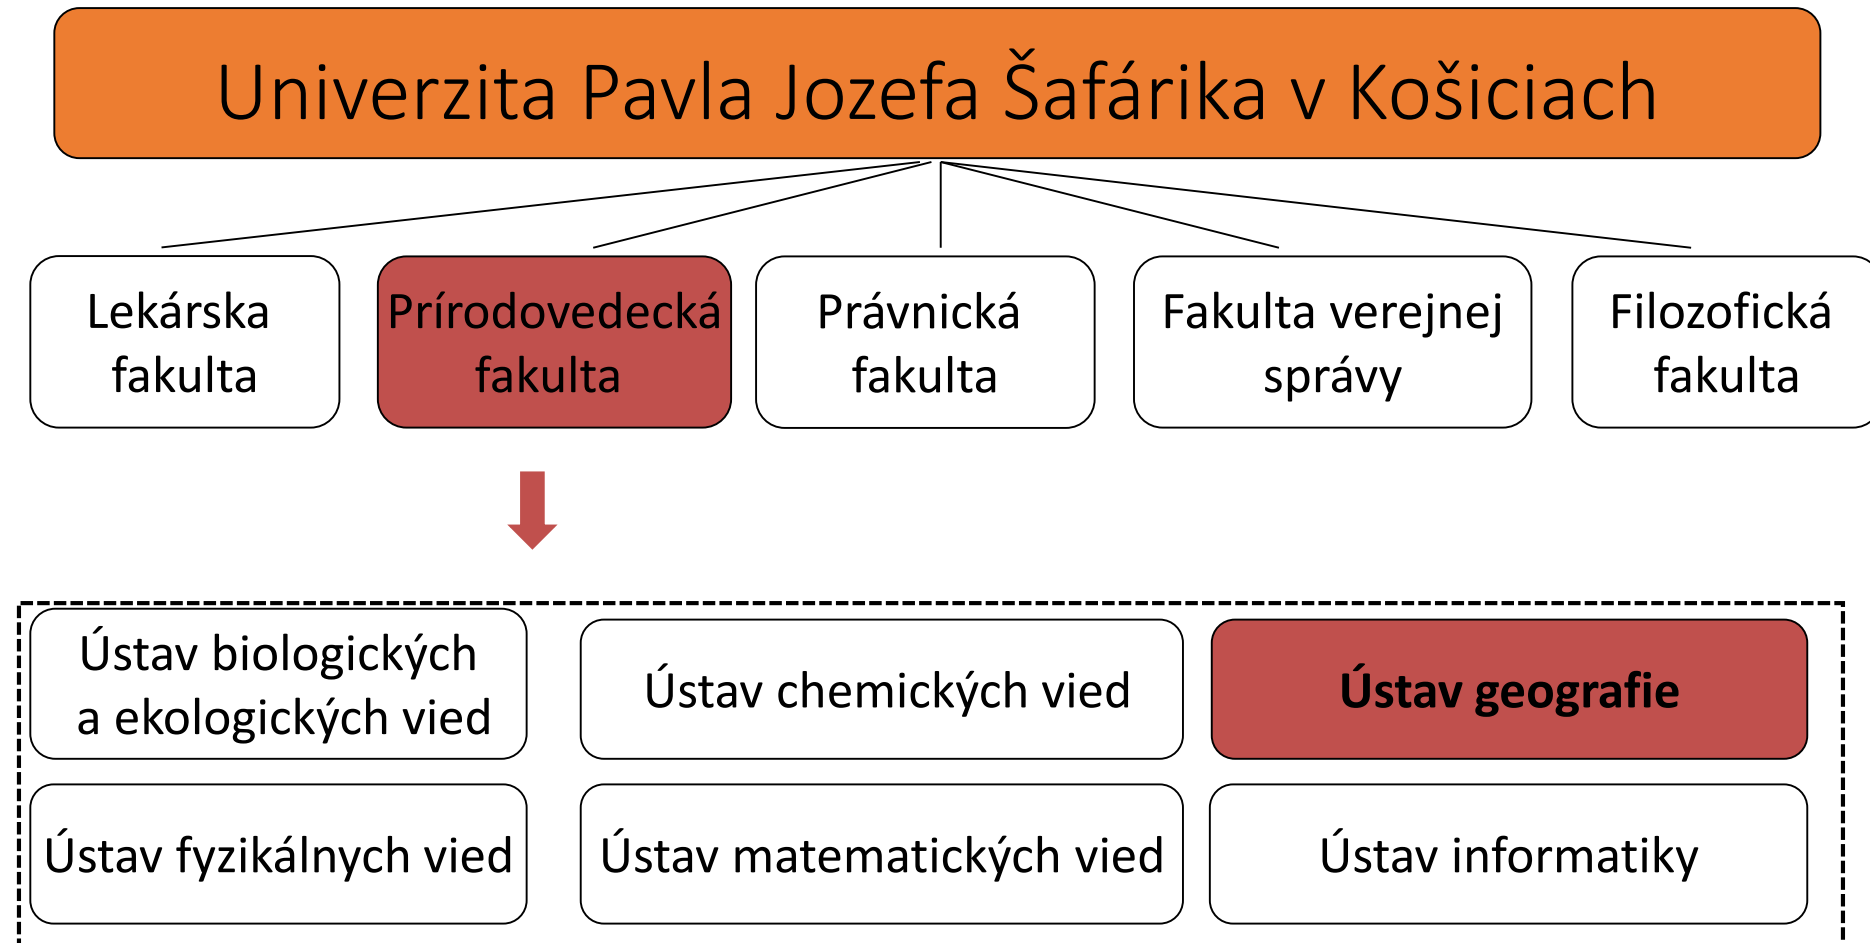 Univerzita Pavla Jozefa Šafárika v Košiciach
Lekárska
fakulta
Prírodovedecká
fakulta
Právnická
fakulta
Fakulta verejnej
správy
Filozofická
fakulta
Ústav biologických
a ekologických vied
Ústav chemických vied
Ústav geografie
Ústav fyzikálnych vied
Ústav matematických vied
Ústav informatiky